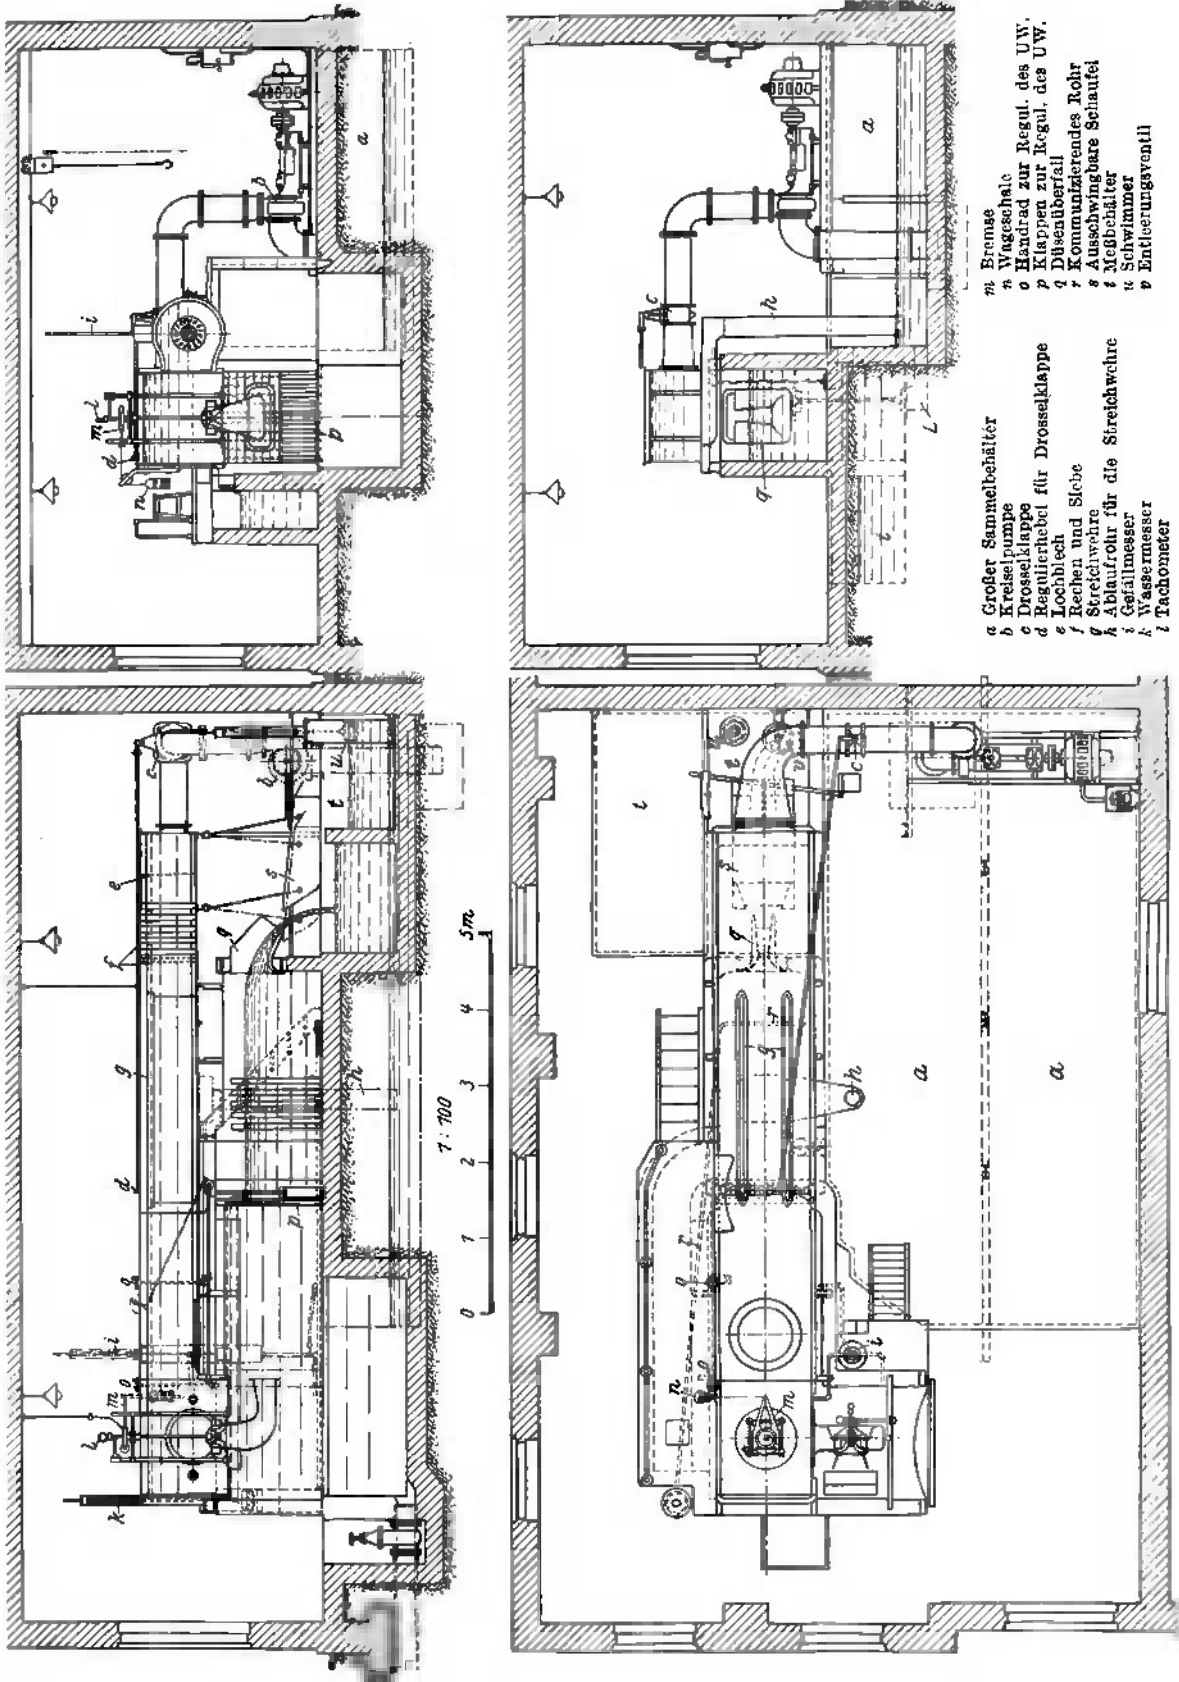 a Großer Sammelbehälter
b Kreiselpumpe
c Drosselklappe
d Regulierhebel für Drosselklappe
e Lochblech
f Rechen und Siebe
g Streichwehre
h Ablaufrohr für die Streichwehre
i Gefällmesser
k Wassermesser
l Tachometer
m Bremse
n Wageschale
o Handrad zur Regul. des UW.
p Klappen zur Regul. des UW.
q Düsenüberfall
r Kommunizierendes Rohr
s Ausschwingbare Schaufel
t Meßbehälter
u Schwimmer
v Entleerungsventil
0 1 2 3 4 5m
1:100